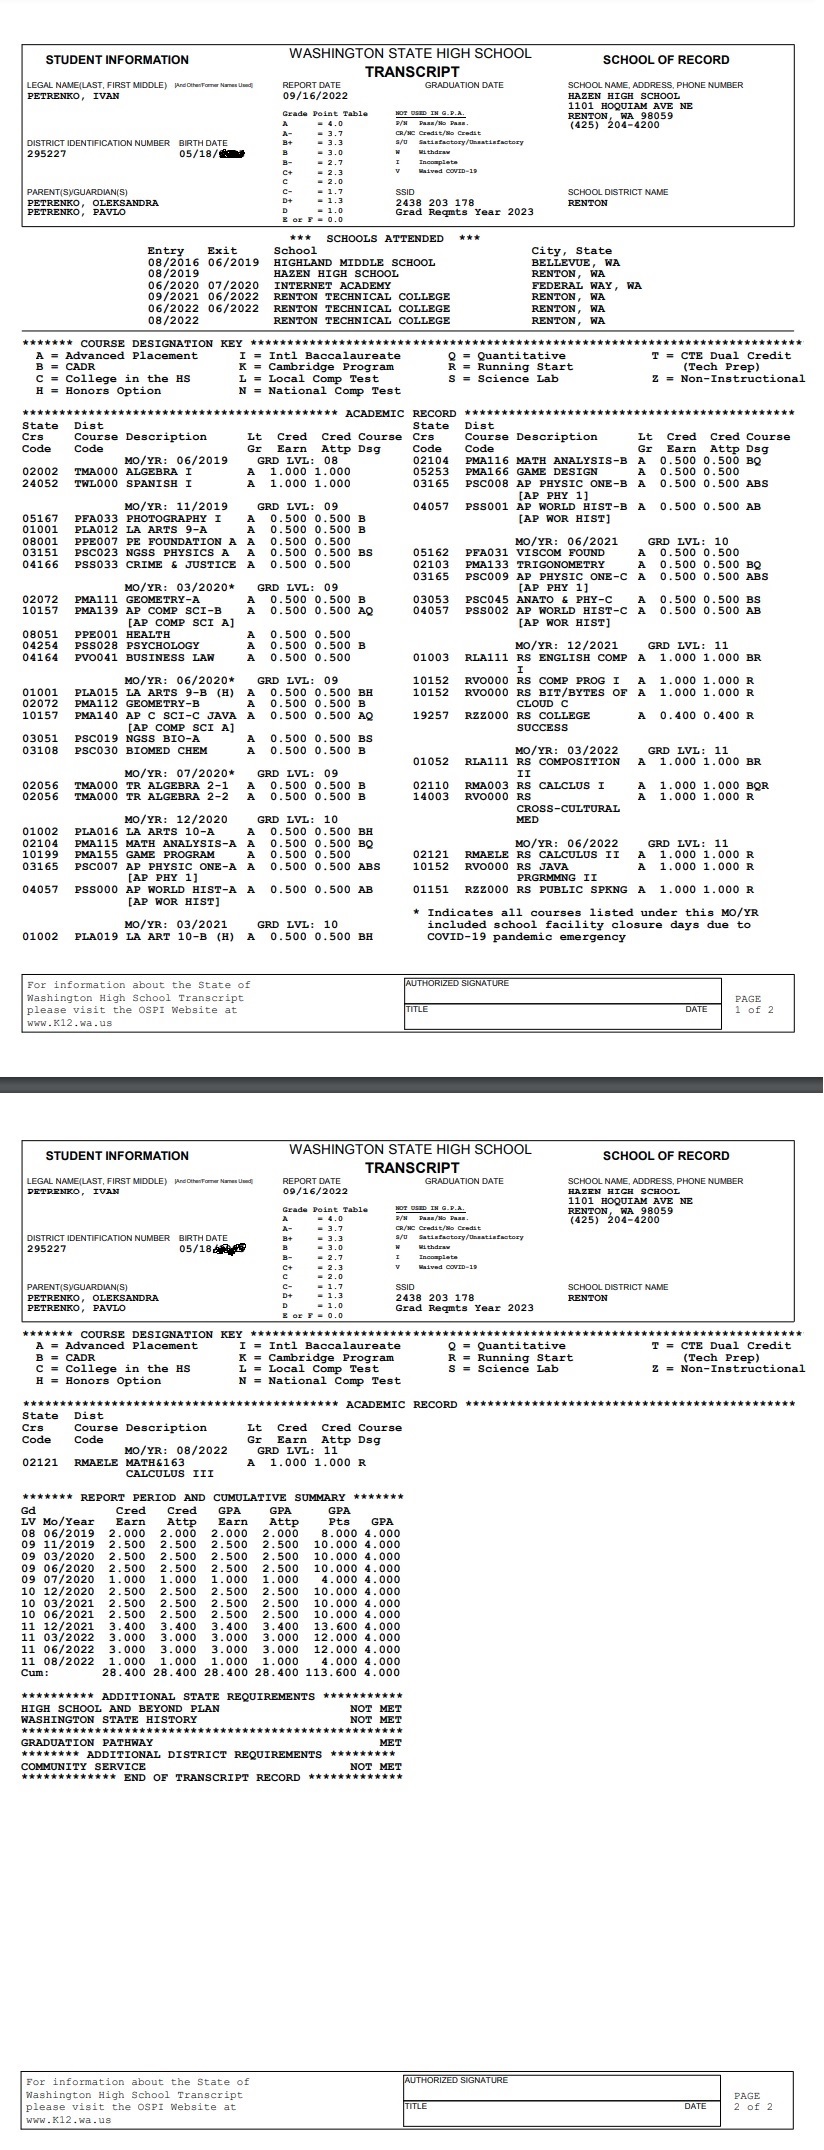 STUDENT INFORMATION
WASHINGTON STATE HIGH SCHOOL
TRANSCRIPT
SCHOOL OF RECORD
LEGAL NAME(LAST, FIRST MIDDLE) [And Other/Former Names Used]
PETRENKO, IVAN
REPORT DATE
09/16/2022
GRADUATION DATE
SCHOOL NAME, ADDRESS, PHONE NUMBER
HAZEN HIGH SCHOOL
1101 HOQUIAM AVE NE
RENTON, WA 98059
(425) 204-4200
Grade Point Table
A = 4.0
A- = 3.7
B+ = 3.3
B = 3.0
B- = 2.7
C+ = 2.3
C = 2.0
C- = 1.7
D+ = 1.3
D = 1.0
E or F = 0.0
NOT USED IN G.P.A.
P/N Pass/No Pass.
CR/NC Credit/No Credit
S/U Satisfactory/Unsatisfactory
W Withdraw
I Incomplete
V Waived COVID-19
DISTRICT IDENTIFICATION NUMBER BIRTH DATE
295227 05/18/
PARENT(S)/GUARDIAN(S)
PETRENKO, OLEKSANDRA
PETRENKO, PAVLO
SSID
2438 203 178
Grad Reqmts Year 2023
SCHOOL DISTRICT NAME
RENTON
*** SCHOOLS ATTENDED ***
Entry Exit School City, State
08/2016 06/2019 HIGHLAND MIDDLE SCHOOL BELLEVUE, WA
08/2019 HAZEN HIGH SCHOOL RENTON, WA
06/2020 07/2020 INTERNET ACADEMY FEDERAL WAY, WA
09/2021 06/2022 RENTON TECHNICAL COLLEGE RENTON, WA
06/2022 06/2022 RENTON TECHNICAL COLLEGE RENTON, WA
08/2022 RENTON TECHNICAL COLLEGE RENTON, WA
******* COURSE DESIGNATION KEY *************************************************************
A = Advanced Placement I = Intl Baccalaureate Q = Quantitative T = CTE Dual Credit
B = CADR K = Cambridge Program R = Running Start (Tech Prep)
C = College in the HS L = Local Comp Test S = Science Lab Z = Non-Instructional
H = Honors Option N = National Comp Test
******************************************* ACADEMIC RECORD *********************************************
State Dist
Crs Course Description Lt Cred Cred Course
Code Code Gr Earn Attp Dsg
MO/YR: 06/2019 GRD LVL: 08
02002 TMA000 ALGEBRA I A 1.000 1.000
24052 TWL000 SPANISH I A 1.000 1.000
MO/YR: 11/2019 GRD LVL: 09
05167 PFA033 PHOTOGRAPHY I A 0.500 0.500 B
01001 PLA012 LA ARTS 9-A A 0.500 0.500 B
08001 PPE007 PE FOUNDATION A A 0.500 0.500
03151 PSC023 NGSS PHYSICS A A 0.500 0.500 BS
04166 PSS033 CRIME & JUSTICE A 0.500 0.500
MO/YR: 03/2020* GRD LVL: 09
02072 PMA111 GEOMETRY-A A 0.500 0.500 B
10157 PMA139 AP COMP SCI-B A 0.500 0.500 AQ
[AP COMP SCI A]
08051 PPE001 HEALTH A 0.500 0.500
04254 PSS028 PSYCHOLOGY A 0.500 0.500 B
04164 PVO041 BUSINESS LAW A 0.500 0.500
MO/YR: 06/2020* GRD LVL: 09
01001 PLA015 LA ARTS 9-B (H) A 0.500 0.500 BH
02072 PMA112 GEOMETRY-B A 0.500 0.500 B
10157 PMA140 AP C SCI-C JAVA A 0.500 0.500 AQ
[AP COMP SCI A]
03051 PSC019 NGSS BIO-A A 0.500 0.500 BS
03108 PSC030 BIOMED CHEM A 0.500 0.500 B
MO/YR: 07/2020* GRD LVL: 09
02056 TMA000 TR ALGEBRA 2-1 A 0.500 0.500 B
02056 TMA000 TR ALGEBRA 2-2 A 0.500 0.500 B
MO/YR: 12/2020 GRD LVL: 10
01002 PLA016 LA ARTS 10-A A 0.500 0.500 BH
02104 PMA115 MATH ANALYSIS-A A 0.500 0.500 BQ
10199 PMA155 GAME PROGRAM A 0.500 0.500
03165 PSC007 AP PHYSIC ONE-A A 0.500 0.500 ABS
[AP PHY 1]
04057 PSS000 AP WORLD HIST-A A 0.500 0.500 AB
[AP WOR HIST]
MO/YR: 03/2021 GRD LVL: 10
01002 PLA019 LA ART 10-B (H) A 0.500 0.500 BH
State Dist
Crs Course Description Lt Cred Cred Course
Code Code Gr Earn Attp Dsg
02104 PMA116 MATH ANALYSIS-B A 0.500 0.500 BQ
05253 PMA166 GAME DESIGN A 0.500 0.500
03165 PSC008 AP PHYSIC ONE-B A 0.500 0.500 ABS
[AP PHY 1]
04057 PSS001 AP WORLD HIST-B A 0.500 0.500 AB
[AP WOR HIST]
MO/YR: 06/2021 GRD LVL: 10
05162 PFA031 VISCOM FOUND A 0.500 0.500
02103 PMA133 TRIGONOMETRY A 0.500 0.500 BQ
03165 PSC009 AP PHYSIC ONE-C A 0.500 0.500 ABS
[AP PHY 1]
03053 PSC045 ANATO & PHY-C A 0.500 0.500 BS
04057 PSS002 AP WORLD HIST-C A 0.500 0.500 AB
[AP WOR HIST]
MO/YR: 12/2021 GRD LVL: 11
01003 RLA111 RS ENGLISH COMP A 1.000 1.000 BR
I
10152 RVO000 RS COMP PROG I A 1.000 1.000 R
10152 RVO000 RS BIT/BYTES OF A 1.000 1.000 R
CLOUD C
19257 RZZ000 RS COLLEGE A 0.400 0.400 R
SUCCESS
MO/YR: 03/2022 GRD LVL: 11
01052 RLA111 RS COMPOSITION A 1.000 1.000 BR
II
02110 RMA003 RS CALCLUS I A 1.000 1.000 BQR
14003 RVO000 RS A 1.000 1.000 R
CROSS-CULTURAL
MED
MO/YR: 06/2022 GRD LVL: 11
02121 RMAELE RS CALCULUS II A 1.000 1.000 R
10152 RVO000 RS JAVA A 1.000 1.000 R
PRGRMMNG II
01151 RZZ000 RS PUBLIC SPKNG A 1.000 1.000 R
* Indicates all courses listed under this MO/YR
included school facility closure days due to
COVID-19 pandemic emergency
For information about the State of
Washington High School Transcript
please visit the OSPI Website at
www.K12.wa.us
AUTHORIZED SIGNATURE
TITLE DATE
PAGE
1 of 2
STUDENT INFORMATION
WASHINGTON STATE HIGH SCHOOL
TRANSCRIPT
SCHOOL OF RECORD
LEGAL NAME(LAST, FIRST MIDDLE) [And Other/Former Names Used]
PETRENKO, IVAN
REPORT DATE
09/16/2022
GRADUATION DATE
SCHOOL NAME, ADDRESS, PHONE NUMBER
HAZEN HIGH SCHOOL
1101 HOQUIAM AVE NE
RENTON, WA 98059
(425) 204-4200
Grade Point Table
A = 4.0
A- = 3.7
B+ = 3.3
B = 3.0
B- = 2.7
C+ = 2.3
C = 2.0
C- = 1.7
D+ = 1.3
D = 1.0
E or F = 0.0
NOT USED IN G.P.A.
P/N Pass/No Pass.
CR/NC Credit/No Credit
S/U Satisfactory/Unsatisfactory
W Withdraw
I Incomplete
V Waived COVID-19
DISTRICT IDENTIFICATION NUMBER BIRTH DATE
295227 05/18/
PARENT(S)/GUARDIAN(S)
PETRENKO, OLEKSANDRA
PETRENKO, PAVLO
SSID
2438 203 178
Grad Reqmts Year 2023
SCHOOL DISTRICT NAME
RENTON
******* COURSE DESIGNATION KEY *************************************************************
A = Advanced Placement I = Intl Baccalaureate Q = Quantitative T = CTE Dual Credit
B = CADR K = Cambridge Program R = Running Start (Tech Prep)
C = College in the HS L = Local Comp Test S = Science Lab Z = Non-Instructional
H = Honors Option N = National Comp Test
******************************************* ACADEMIC RECORD *********************************************
State Dist
Crs Course Description Lt Cred Cred Course
Code Code Gr Earn Attp Dsg
MO/YR: 08/2022 GRD LVL: 11
02121 RMAELE MATH&163 A 1.000 1.000 R
CALCULUS III
******* REPORT PERIOD AND CUMULATIVE SUMMARY *******
Gd Cred Cred GPA GPA GPA
LV Mo/Year Earn Attp Earn Attp Pts GPA
08 06/2019 2.000 2.000 2.000 2.000 8.000 4.000
09 11/2019 2.500 2.500 2.500 2.500 10.000 4.000
09 03/2020 2.500 2.500 2.500 2.500 10.000 4.000
09 06/2020 2.500 2.500 2.500 2.500 10.000 4.000
09 07/2020 1.000 1.000 1.000 1.000 4.000 4.000
10 12/2020 2.500 2.500 2.500 2.500 10.000 4.000
10 03/2021 2.500 2.500 2.500 2.500 10.000 4.000
10 06/2021 2.500 2.500 2.500 2.500 10.000 4.000
11 12/2021 3.400 3.400 3.400 3.400 13.600 4.000
11 03/2022 3.000 3.000 3.000 3.000 12.000 4.000
11 06/2022 3.000 3.000 3.000 3.000 12.000 4.000
11 08/2022 1.000 1.000 1.000 1.000 4.000 4.000
Cum: 28.400 28.400 28.400 28.400 113.600 4.000
********** ADDITIONAL STATE REQUIREMENTS ***********
HIGH SCHOOL AND BEYOND PLAN NOT MET
WASHINGTON STATE HISTORY NOT MET
****************************************************
GRADUATION PATHWAY MET
******** ADDITIONAL DISTRICT REQUIREMENTS *********
COMMUNITY SERVICE NOT MET
************* END OF TRANSCRIPT RECORD *************
For information about the State of
Washington High School Transcript
please visit the OSPI Website at
www.K12.wa.us
AUTHORIZED SIGNATURE
TITLE DATE
PAGE
2 of 2